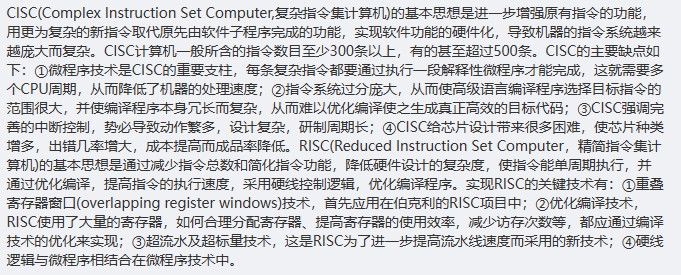 CISC(Complex Instruction Set Computer,复杂指令集计算机)的基本思想是进一步增强原有指令的功能，
用更为复杂的新指令取代原先由软件子程序完成的功能，实现软件功能的硬件化，导致机器的指令系统越来
越庞大而复杂。CISC计算机一般所含的指令数目至少300条以上，有的甚至超过500条。CISC的主要缺点如
下：①微程序技术是CISC的重要支柱，每条复杂指令都要通过执行一段解释性微程序才能完成，这就需要多
个CPU周期，从而降低了机器的处理速度；②指令系统过分庞大，从而使高级语言编译程序选择目标指令的
范围很大，并使编译程序本身冗长而复杂，从而难以优化编译使之生成真正高效的目标代码；③CISC强调完
善的中断控制，势必导致动作繁多，设计复杂，研制周期长；④CISC给芯片设计带来很多困难，使芯片种类
增多，出错几率增大，成本提高而成品率降低。RISC(Reduced Instruction Set Computer，精简指令集计
算机)的基本思想是通过减少指令总数和简化指令功能，降低硬件设计的复杂度，使指令能单周期执行，并
通过优化编译，提高指令的执行速度，采用硬线控制逻辑，优化编译程序。实现RISC的关键技术有：①重叠
寄存器窗口(overlapping register windows)技术，首先应用在伯克利的RISC项目中；②优化编译技术，
RISC使用了大量的寄存器，如何合理分配寄存器、提高寄存器的使用效率，减少访存次数等，都应通过编译
技术的优化来实现；③超流水及超标量技术，这是RISC为了进一步提高流水线速度而采用的新技术；④硬线
逻辑与微程序相结合在微程序技术中。